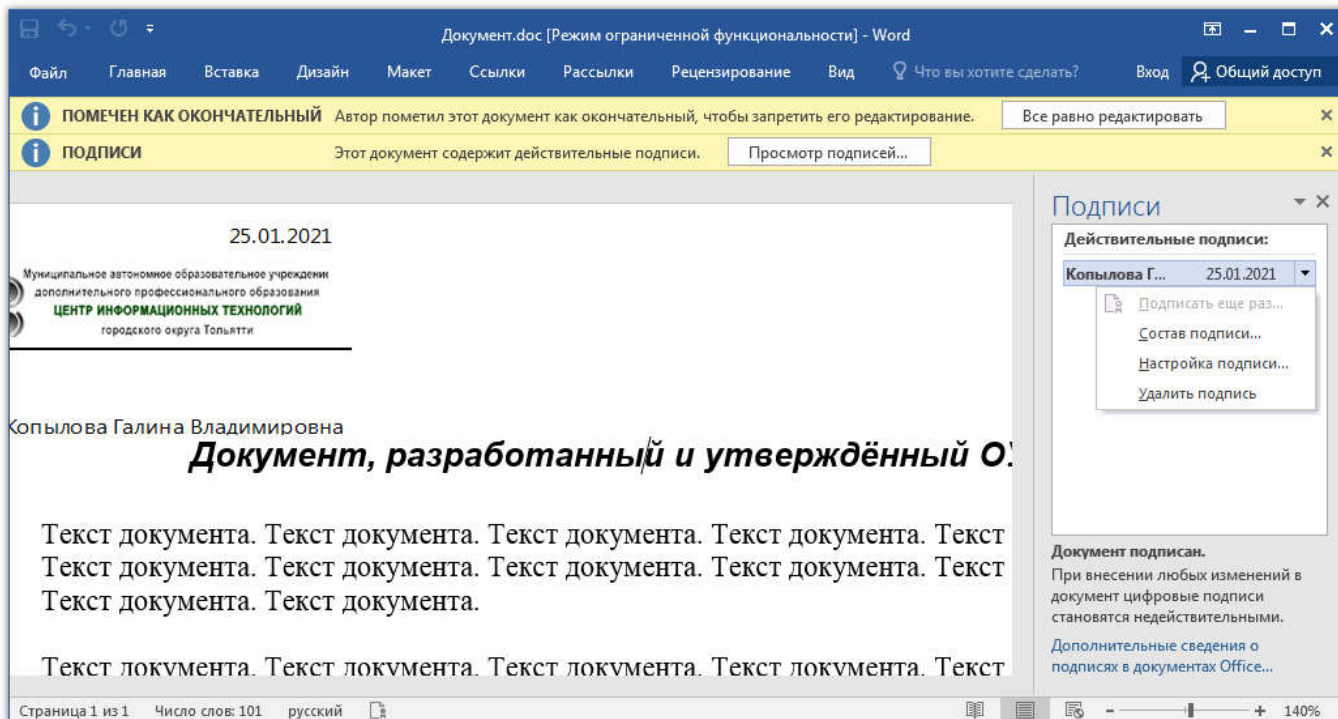 Документ.doc [Режим ограниченной функциональности] - Word
Файл Главная Вставка Дизайн Макет Ссылки Рассылки Рецензирование Вид Что вы хотите сделать? Вход Общий доступ
ПОМЕЧЕН КАК ОКОНЧАТЕЛЬНЫЙ Автор пометил этот документ как окончательный, чтобы запретить его редактирование. Все равно редактировать
ПОДПИСИ Этот документ содержит действительные подписи. Просмотр подписей...
25.01.2021
Муниципальное автономное образовательное учреждение
дополнительного профессионального образования
ЦЕНТР ИНФОРМАЦИОННЫХ ТЕХНОЛОГИЙ
городского округа Тольятти
Копылова Галина Владимировна
Документ, разработанный и утверждённый ОУ
Текст документа. Текст документа. Текст документа. Текст документа. Текст
Текст документа. Текст документа. Текст документа. Текст документа. Текст
Текст документа. Текст документа.
Текст документа. Текст документа. Текст документа. Текст документа. Текст
Подписи
Действительные подписи:
Копылова Г... 25.01.2021
Подписать еще раз...
Состав подписи...
Настройка подписи...
Удалить подпись
Документ подписан.
При внесении любых изменений в
документ цифровые подписи
становятся недействительными.
Дополнительные сведения о
подписях в документах Office...
Страница 1 из 1 Число слов: 101 русский 140%